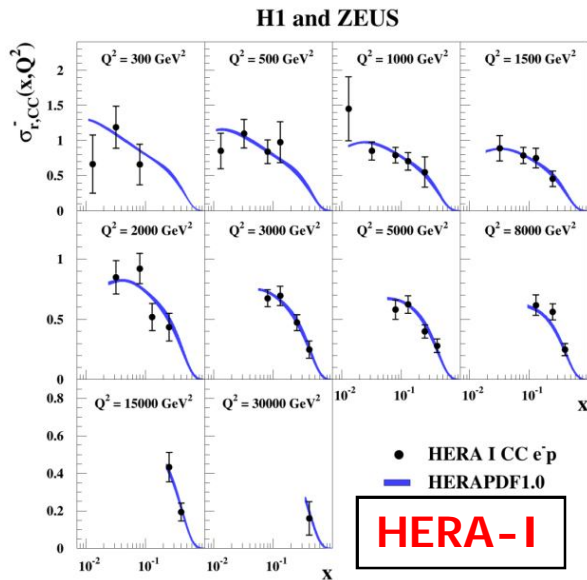 H1 and ZEUS
σ⁻r,CC(x,Q²)
Q² = 300 GeV² Q² = 500 GeV² Q² = 1000 GeV² Q² = 1500 GeV²
2
1.5
1
0.5
0
Q² = 2000 GeV² Q² = 3000 GeV² Q² = 5000 GeV² Q² = 8000 GeV²
1
0.5
0
Q² = 15000 GeV² Q² = 30000 GeV² 10⁻² 10⁻¹ 10⁻² 10⁻¹ x
0.8
0.6
0.4
0.2
0
10⁻² 10⁻¹ 10⁻² 10⁻¹ x
HERA I CC e⁻p
HERAPDF1.0
HERA-I